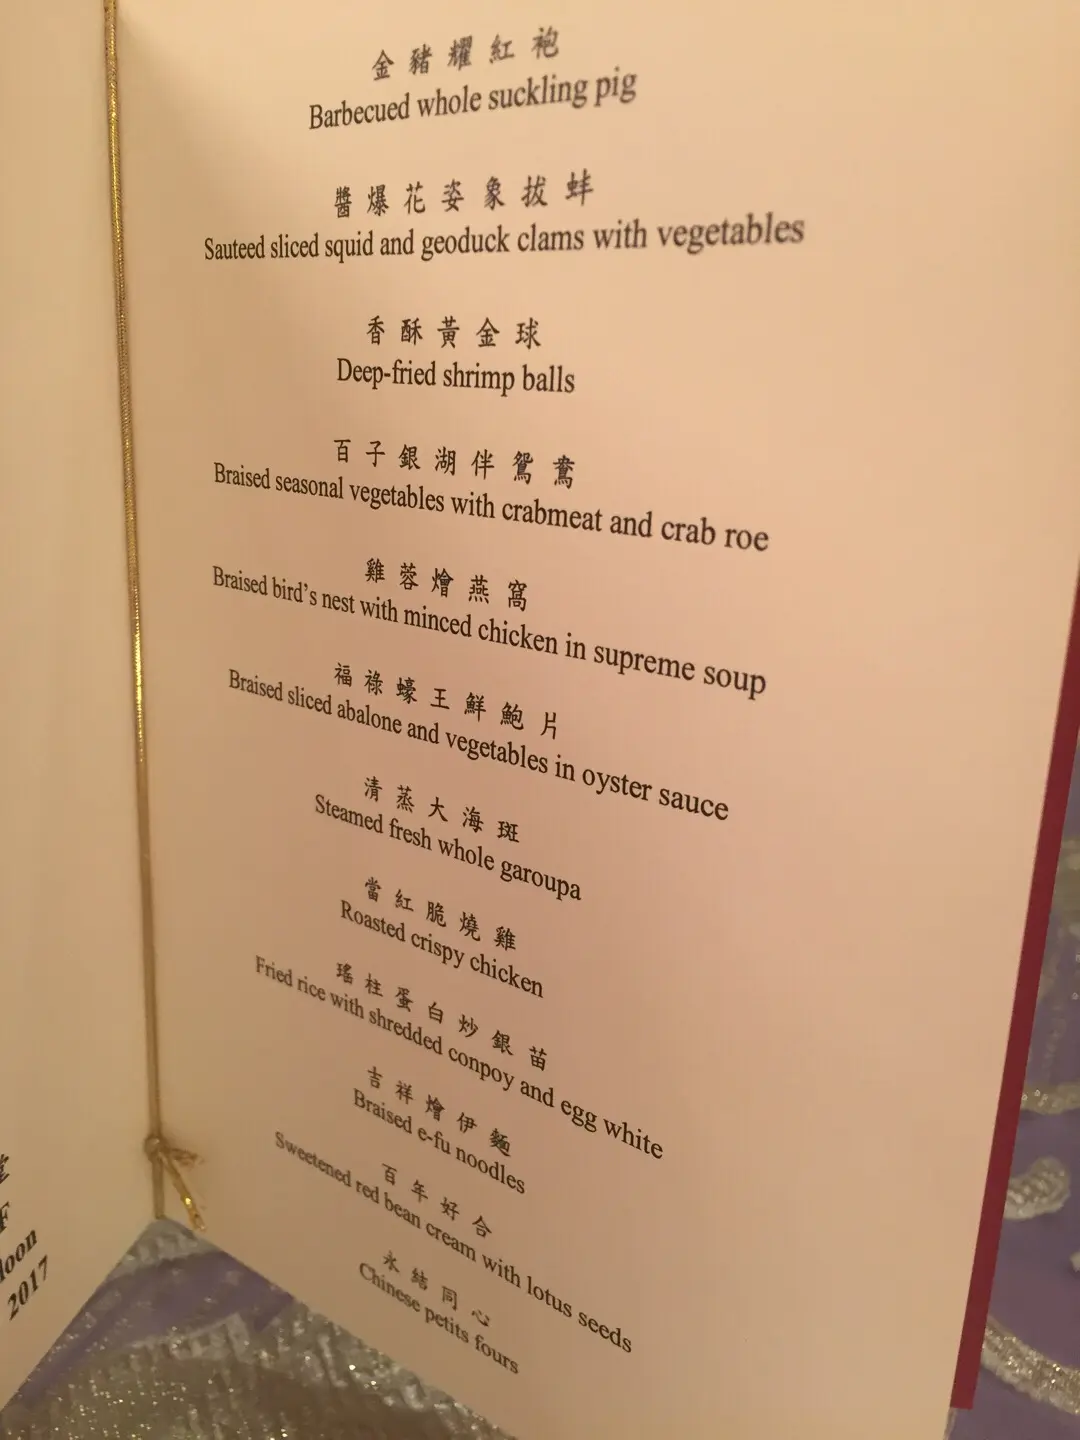 金豬耀紅袍
Barbecued whole suckling pig
醬爆花姿象拔蚌
Sauteed sliced squid and geoduck clams with vegetables
香酥黃金球
Deep-fried shrimp balls
百子銀湖伴鴛鴦
Braised seasonal vegetables with crabmeat and crab roe
雞蓉燴燕窩
Braised bird's nest with minced chicken in supreme soup
福祿蠔王鮮鮑片
Braised sliced abalone and vegetables in oyster sauce
清蒸大海斑
Steamed fresh whole garoupa
當紅脆燒雞
Roasted crispy chicken
瑤柱蛋白炒銀苗
Fried rice with shredded conpoy and egg white
吉祥燴伊麵
Braised e-fu noodles
百年好合
Sweetened red bean cream with lotus seeds
永結同心
Chinese petits fours
2017